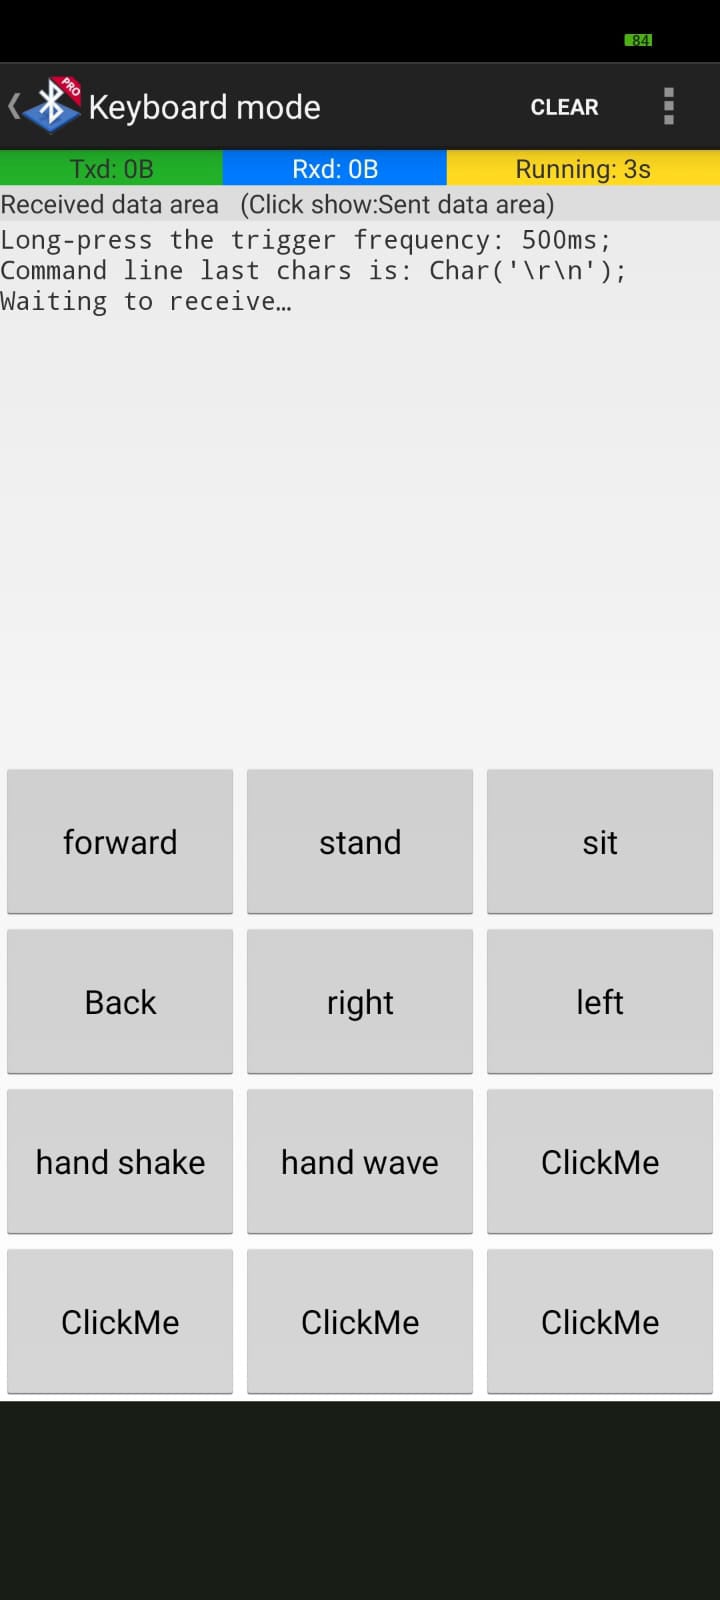 84
PRO
Keyboard mode CLEAR
Txd: 0B Rxd: 0B Running: 3s
Received data area (Click show:Sent data area)
Long-press the trigger frequency: 500ms;
Command line last chars is: Char('\r\n');
Waiting to receive…
forward stand sit
Back right left
hand shake hand wave ClickMe
ClickMe ClickMe ClickMe